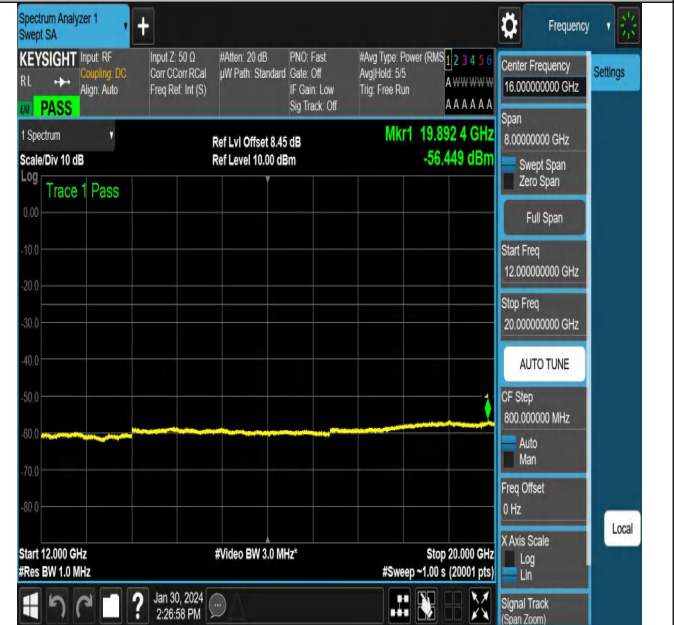 Spectrum Analyzer 1
Swept SA
+
Frequency
KEYSIGHT Input: RF
Coupling: DC
Align: Auto
RL
PASS
Input Z: 50 Ω
Corr CCorr RCal
Freq Ref: Int (S)
#Atten: 20 dB
µW Path: Standard
PNO: Fast
Gate: Off
IF Gain: Low
Sig Track: Off
#Avg Type: Power (RMS
Avg|Hold: 5/5
Trig: Free Run
1 2 3 4 5 6
A W W W W W
A A A A A A
1 Spectrum
Scale/Div 10 dB
Ref Lvl Offset 8.45 dB
Ref Level 10.00 dBm
Mkr1 19.892 4 GHz
-56.449 dBm
Log
Trace 1 Pass
0.00
-10.0
-20.0
-30.0
-40.0
-50.0
-60.0
-70.0
-80.0
1
Start 12.000 GHz
#Res BW 1.0 MHz
#Video BW 3.0 MHz*
Stop 20.000 GHz
#Sweep ~1.00 s (20001 pts)
Jan 30, 2024
2:26:58 PM
Center Frequency
16.000000000 GHz
Settings
Span
8.00000000 GHz
Swept Span
Zero Span
Full Span
Start Freq
12.000000000 GHz
Stop Freq
20.000000000 GHz
AUTO TUNE
CF Step
800.000000 MHz
Auto
Man
Freq Offset
0 Hz
X Axis Scale
Log
Lin
Local
Signal Track
(Span Zoom)